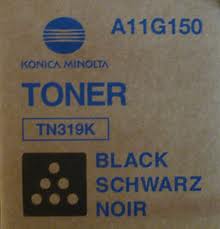 A11G150
KONICA MINOLTA
TONER
TN319K
BLACK
SCHWARZ
NOIR